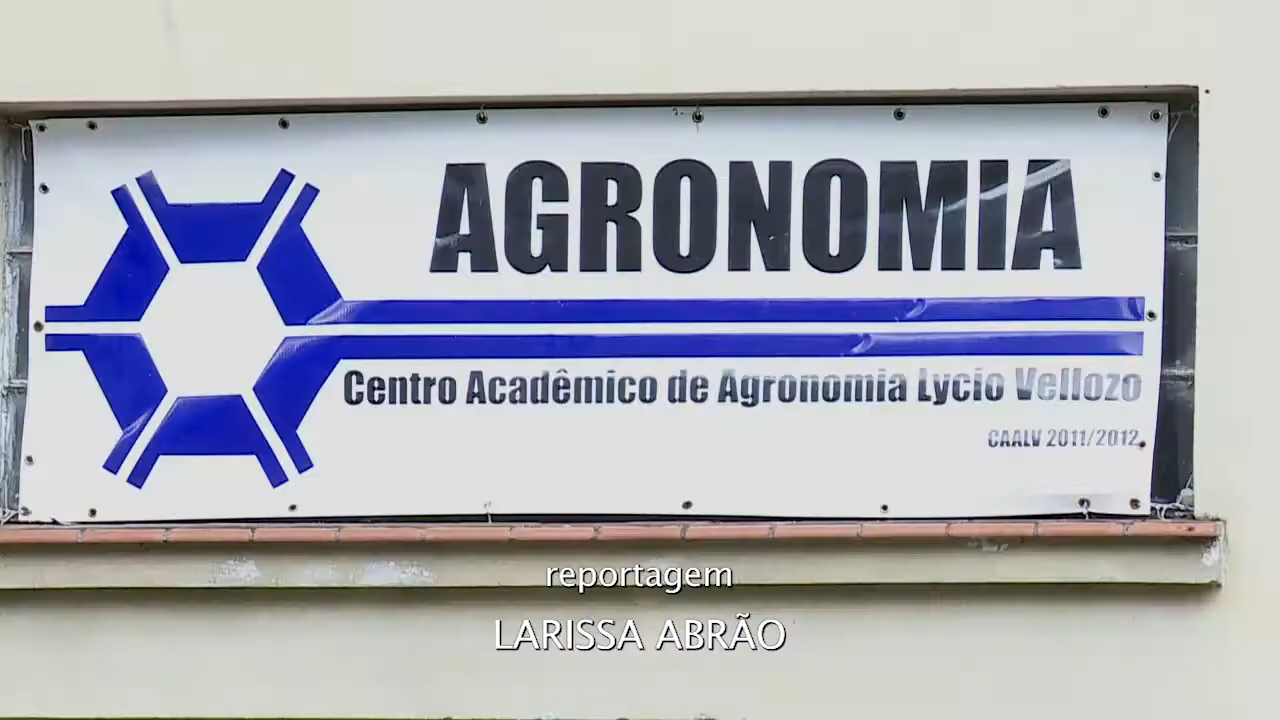 AGRONOMIA
Centro Acadêmico de Agronomia Lycio Vellozo
CAALV 2011/2012
reportagem
LARISSA ABRÃO